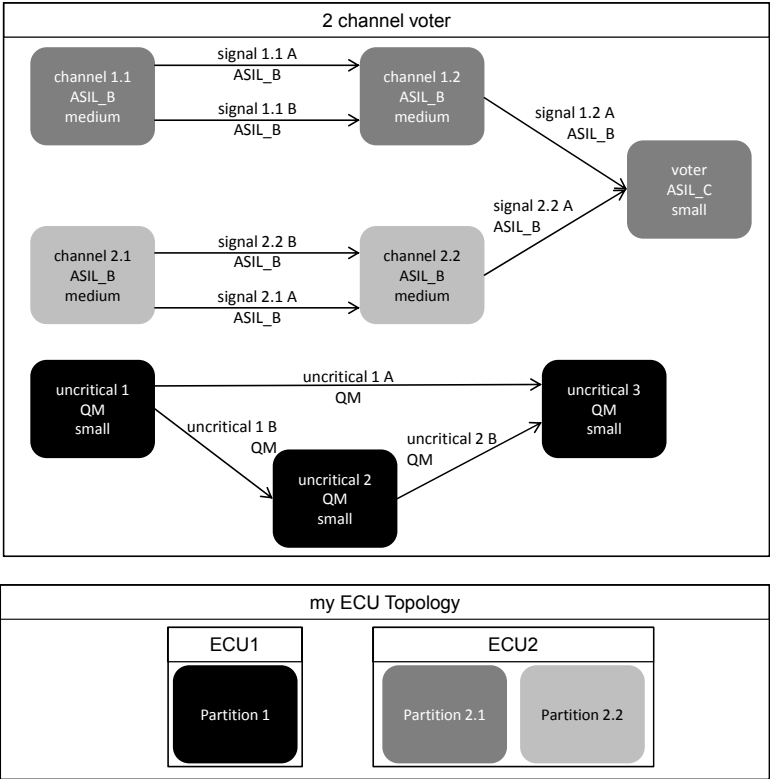 2 channel voter
channel 1.1
ASIL_B
medium
signal 1.1 A
ASIL_B
signal 1.1 B
ASIL_B
channel 1.2
ASIL_B
medium
signal 1.2 A
ASIL_B
voter
ASIL_C
small
channel 2.1
ASIL_B
medium
signal 2.2 B
ASIL_B
signal 2.1 A
ASIL_B
channel 2.2
ASIL_B
medium
signal 2.2 A
ASIL_B
uncritical 1
QM
small
uncritical 1 A
QM
uncritical 1 B
QM
uncritical 2
QM
small
uncritical 2 B
QM
uncritical 3
QM
small
my ECU Topology
ECU1
Partition 1
ECU2
Partition 2.1
Partition 2.2